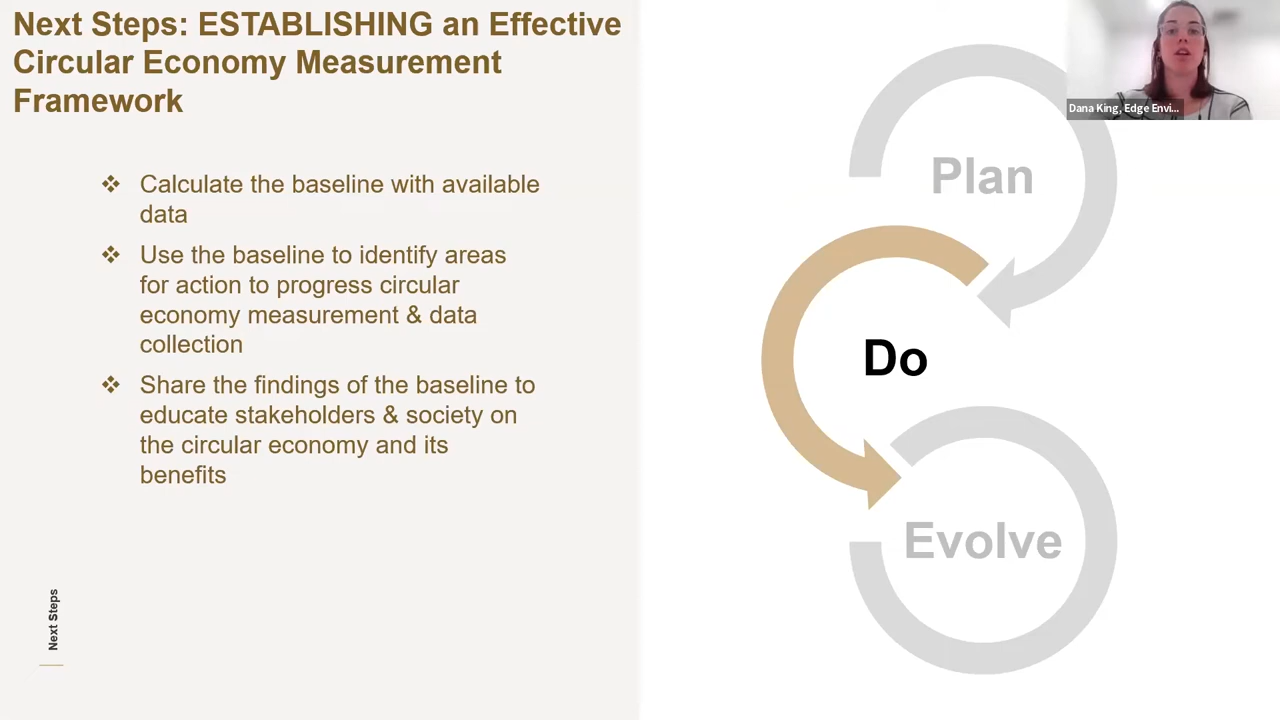 Next Steps: ESTABLISHING an Effective
Circular Economy Measurement
Framework
❖ Calculate the baseline with available
data
❖ Use the baseline to identify areas
for action to progress circular
economy measurement & data
collection
❖ Share the findings of the baseline to
educate stakeholders & society on
the circular economy and its
benefits
Next Steps
Plan
Do
Evolve
Dana King, Edge Envi...